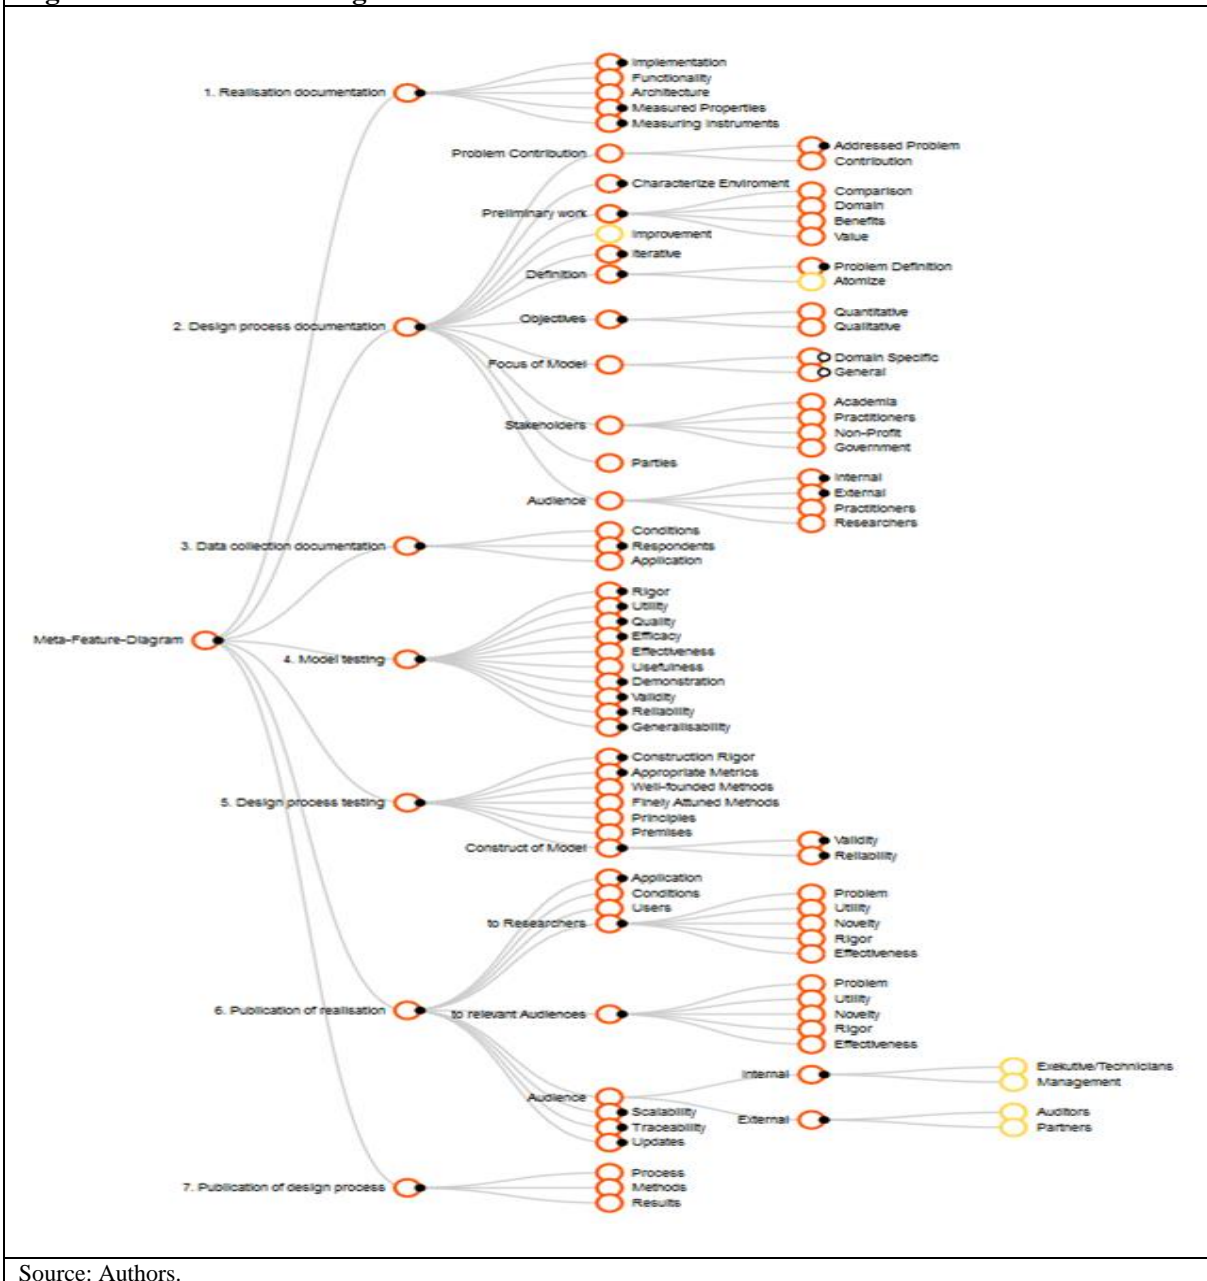 1. Realisation documentation
Implementation
Functionality
Architecture
Measured Properties
Measuring Instruments
2. Design process documentation
Problem Contribution
Addressed Problem
Contribution
Characterize Enviroment
Preliminary work
Comparison
Domain
Benefits
Value
Improvement
Iterative
Definition
Problem Definition
Atomize
Objectives
Quantitative
Qualitative
Focus of Model
Domain Specific
General
Stakeholders
Academia
Practitioners
Non-Profit
Government
Parties
Audience
Internal
External
Practitioners
Researchers
3. Data collection documentation
Conditions
Respondents
Application
Meta-Feature-Diagram
4. Model testing
Rigor
Utility
Quality
Efficacy
Effectiveness
Usefulness
Demonstration
Validity
Reliability
Generalisability
5. Design process testing
Construction Rigor
Appropriate Metrics
Well-founded Methods
Finely Attuned Methods
Principles
Premises
Construct of Model
Validity
Reliability
6. Publication of realisation
Application
Conditions
Users
to Researchers
Problem
Utility
Novelty
Rigor
Effectiveness
to relevant Audiences
Problem
Utility
Novelty
Rigor
Effectiveness
Audience
Internal
Exekutive/Technicians
Management
External
Auditors
Partners
Scalability
Traceability
Updates
7. Publication of design process
Process
Methods
Results
Source: Authors.